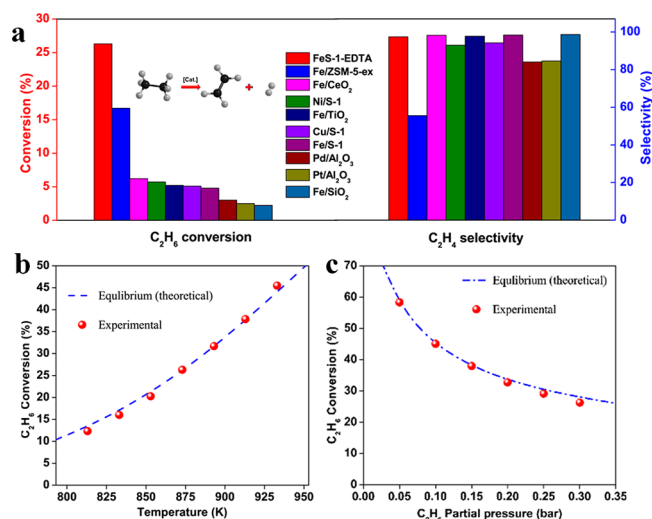 a
Conversion (%)
30
25
20
15
10
5
0
[Cat.]
+
FeS-1-EDTA
Fe/ZSM-5-ex
Fe/CeO₂
Ni/S-1
Fe/TiO₂
Cu/S-1
Fe/S-1
Pd/Al₂O₃
Pt/Al₂O₃
Fe/SiO₂
100
80
60
40
20
0
Selectivity (%)
C₂H₆ conversion
C₂H₄ selectivity
b
C₂H₆ Conversion (%)
50
45
40
35
30
25
20
15
10
5
0
Equlibrium (theoretical)
Experimental
800 825 850 875 900 925 950
Temperature (K)
c
C₂H₆ Conversion (%)
70
60
50
40
30
20
10
0
Equlibrium (theoretical)
Experimental
0.00 0.05 0.10 0.15 0.20 0.25 0.30 0.35
Partial pressure (bar)